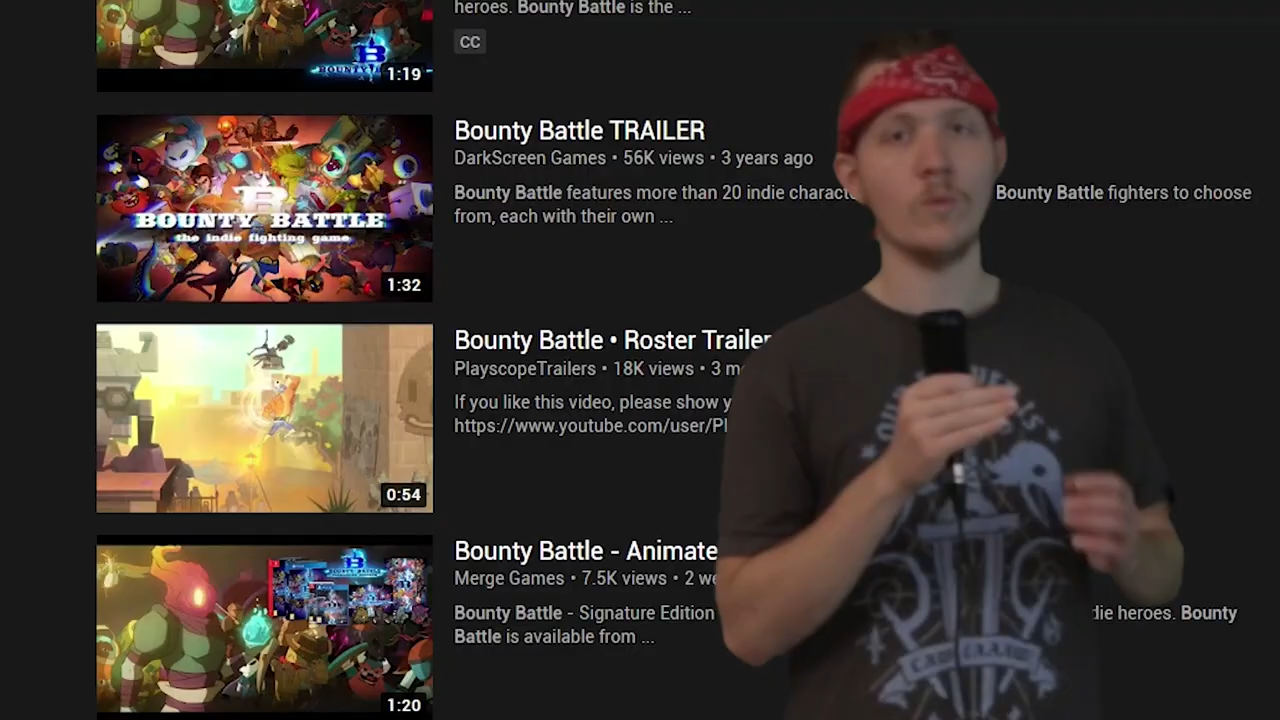 heroes. Bounty Battle is the ...
CC
1:19
Bounty Battle TRAILER
DarkScreen Games • 56K views • 3 years ago
Bounty Battle features more than 20 indie Bounty Battle fighters to choose
from, each with their own ...
BOUNTY BATTLE
the indie fighting game
1:32
Bounty Battle • Roster Trailer
PlayscopeTrailers • 18K views • 3
If you like this video, please show
https://www.youtube.com/user/Pl
0:54
Bounty Battle - Animate
Merge Games • 7.5K views • 2
Bounty Battle - Signature Edition heroes. Bounty
Battle is available from ...
1:20